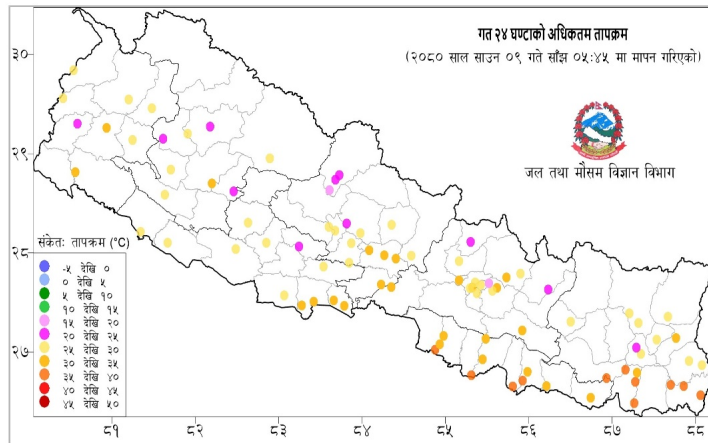 गत २४ घण्टाको अधिकतम तापक्रम
(२०८० साल साउन ०९ गते साँझ ०५:४५ मा मापन गरिएको)
जल तथा मौसम विज्ञान विभाग
३०
२९
२८
२७
संकेतः तापक्रम (°C)
-५ देखि ०
० देखि ५
५ देखि १०
१० देखि १५
१५ देखि २०
२० देखि २५
२५ देखि ३०
३० देखि ३५
३५ देखि ४०
४० देखि ४५
४५ देखि ५०
८१ ८२ ८३ ८४ ८५ ८६ ८७ ८८